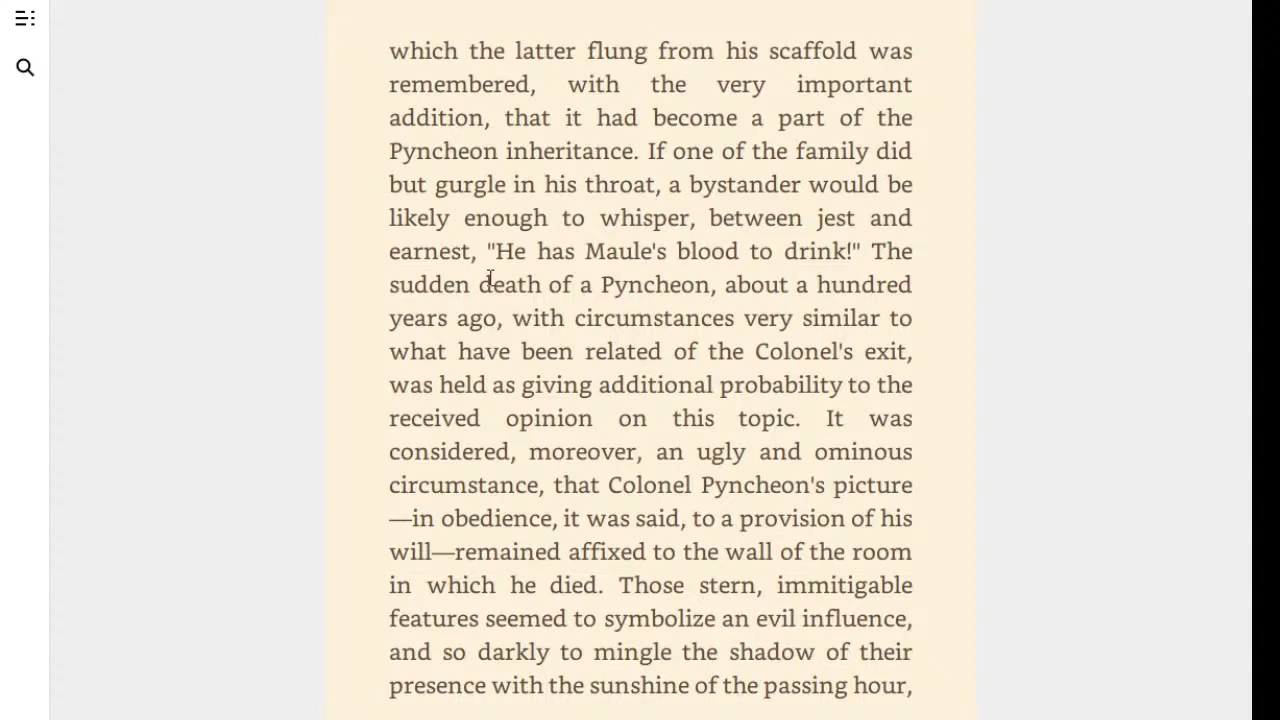 which the latter flung from his scaffold was
remembered, with the very important
addition, that it had become a part of the
Pyncheon inheritance. If one of the family did
but gurgle in his throat, a bystander would be
likely enough to whisper, between jest and
earnest, "He has Maule's blood to drink!" The
sudden death of a Pyncheon, about a hundred
years ago, with circumstances very similar to
what have been related of the Colonel's exit,
was held as giving additional probability to the
received opinion on this topic. It was
considered, moreover, an ugly and ominous
circumstance, that Colonel Pyncheon's picture
—in obedience, it was said, to a provision of his
will—remained affixed to the wall of the room
in which he died. Those stern, immitigable
features seemed to symbolize an evil influence,
and so darkly to mingle the shadow of their
presence with the sunshine of the passing hour,